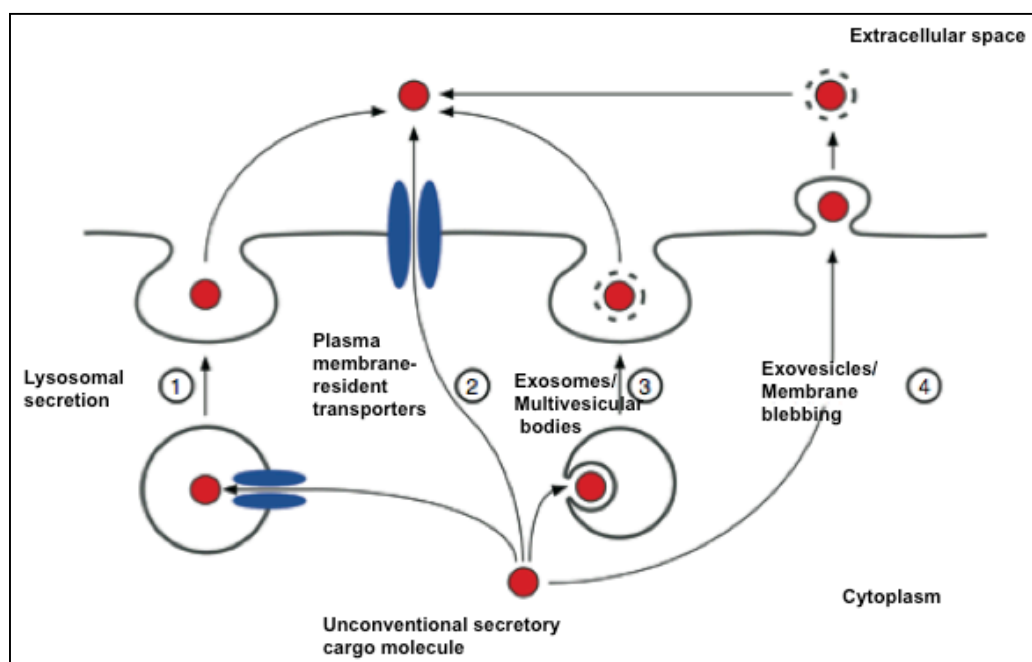 Extracellular space
Lysosomal
secretion
1
Plasma
membrane-
resident
transporters
2
Exosomes/
Multivesicular
bodies
3
Exovesicles/
Membrane
blebbing
4
Unconventional secretory
cargo molecule
Cytoplasm